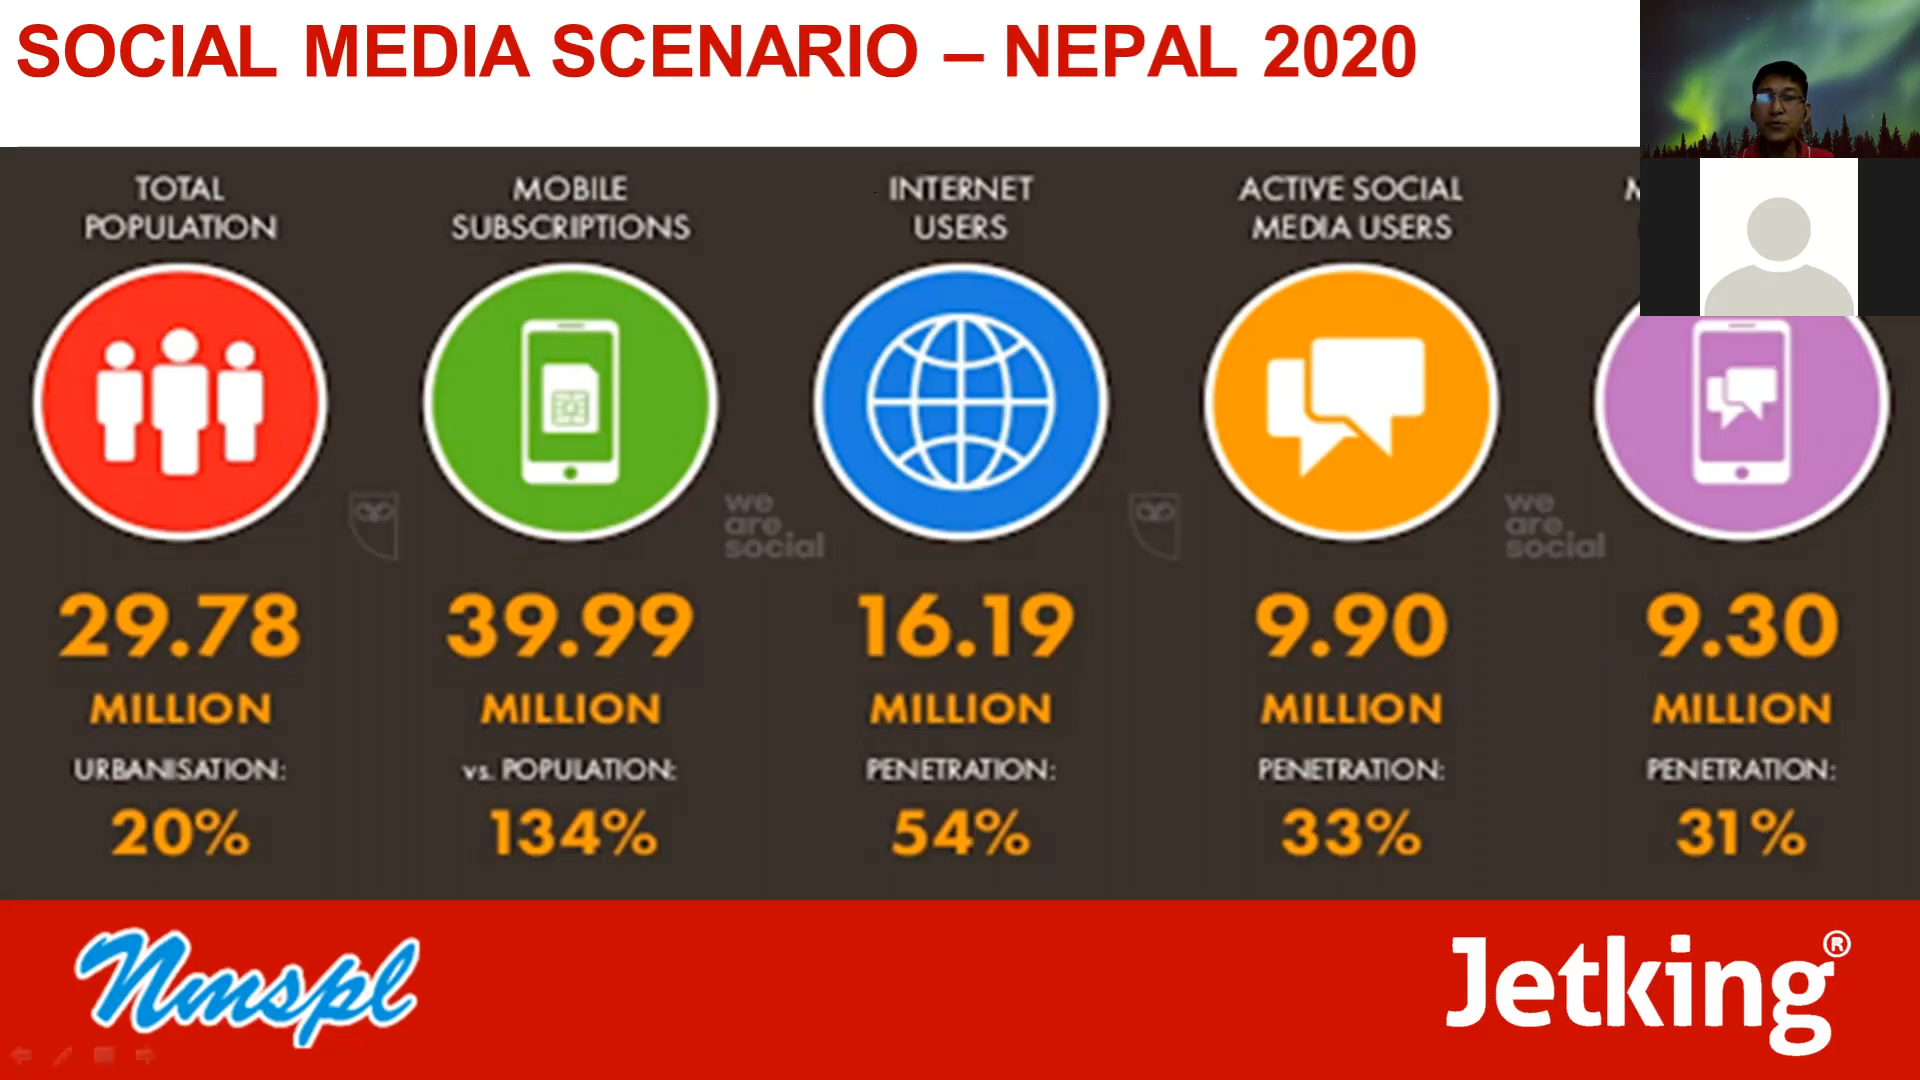 SOCIAL MEDIA SCENARIO – NEPAL 2020
TOTAL
POPULATION
29.78
MILLION
URBANISATION:
20%
MOBILE
SUBSCRIPTIONS
39.99
MILLION
vs. POPULATION:
134%
INTERNET
USERS
16.19
MILLION
PENETRATION:
54%
ACTIVE SOCIAL
MEDIA USERS
9.90
MILLION
PENETRATION:
33%
9.30
MILLION
PENETRATION:
31%
we
are
social
we
are
social
Nmspl
Jetking®